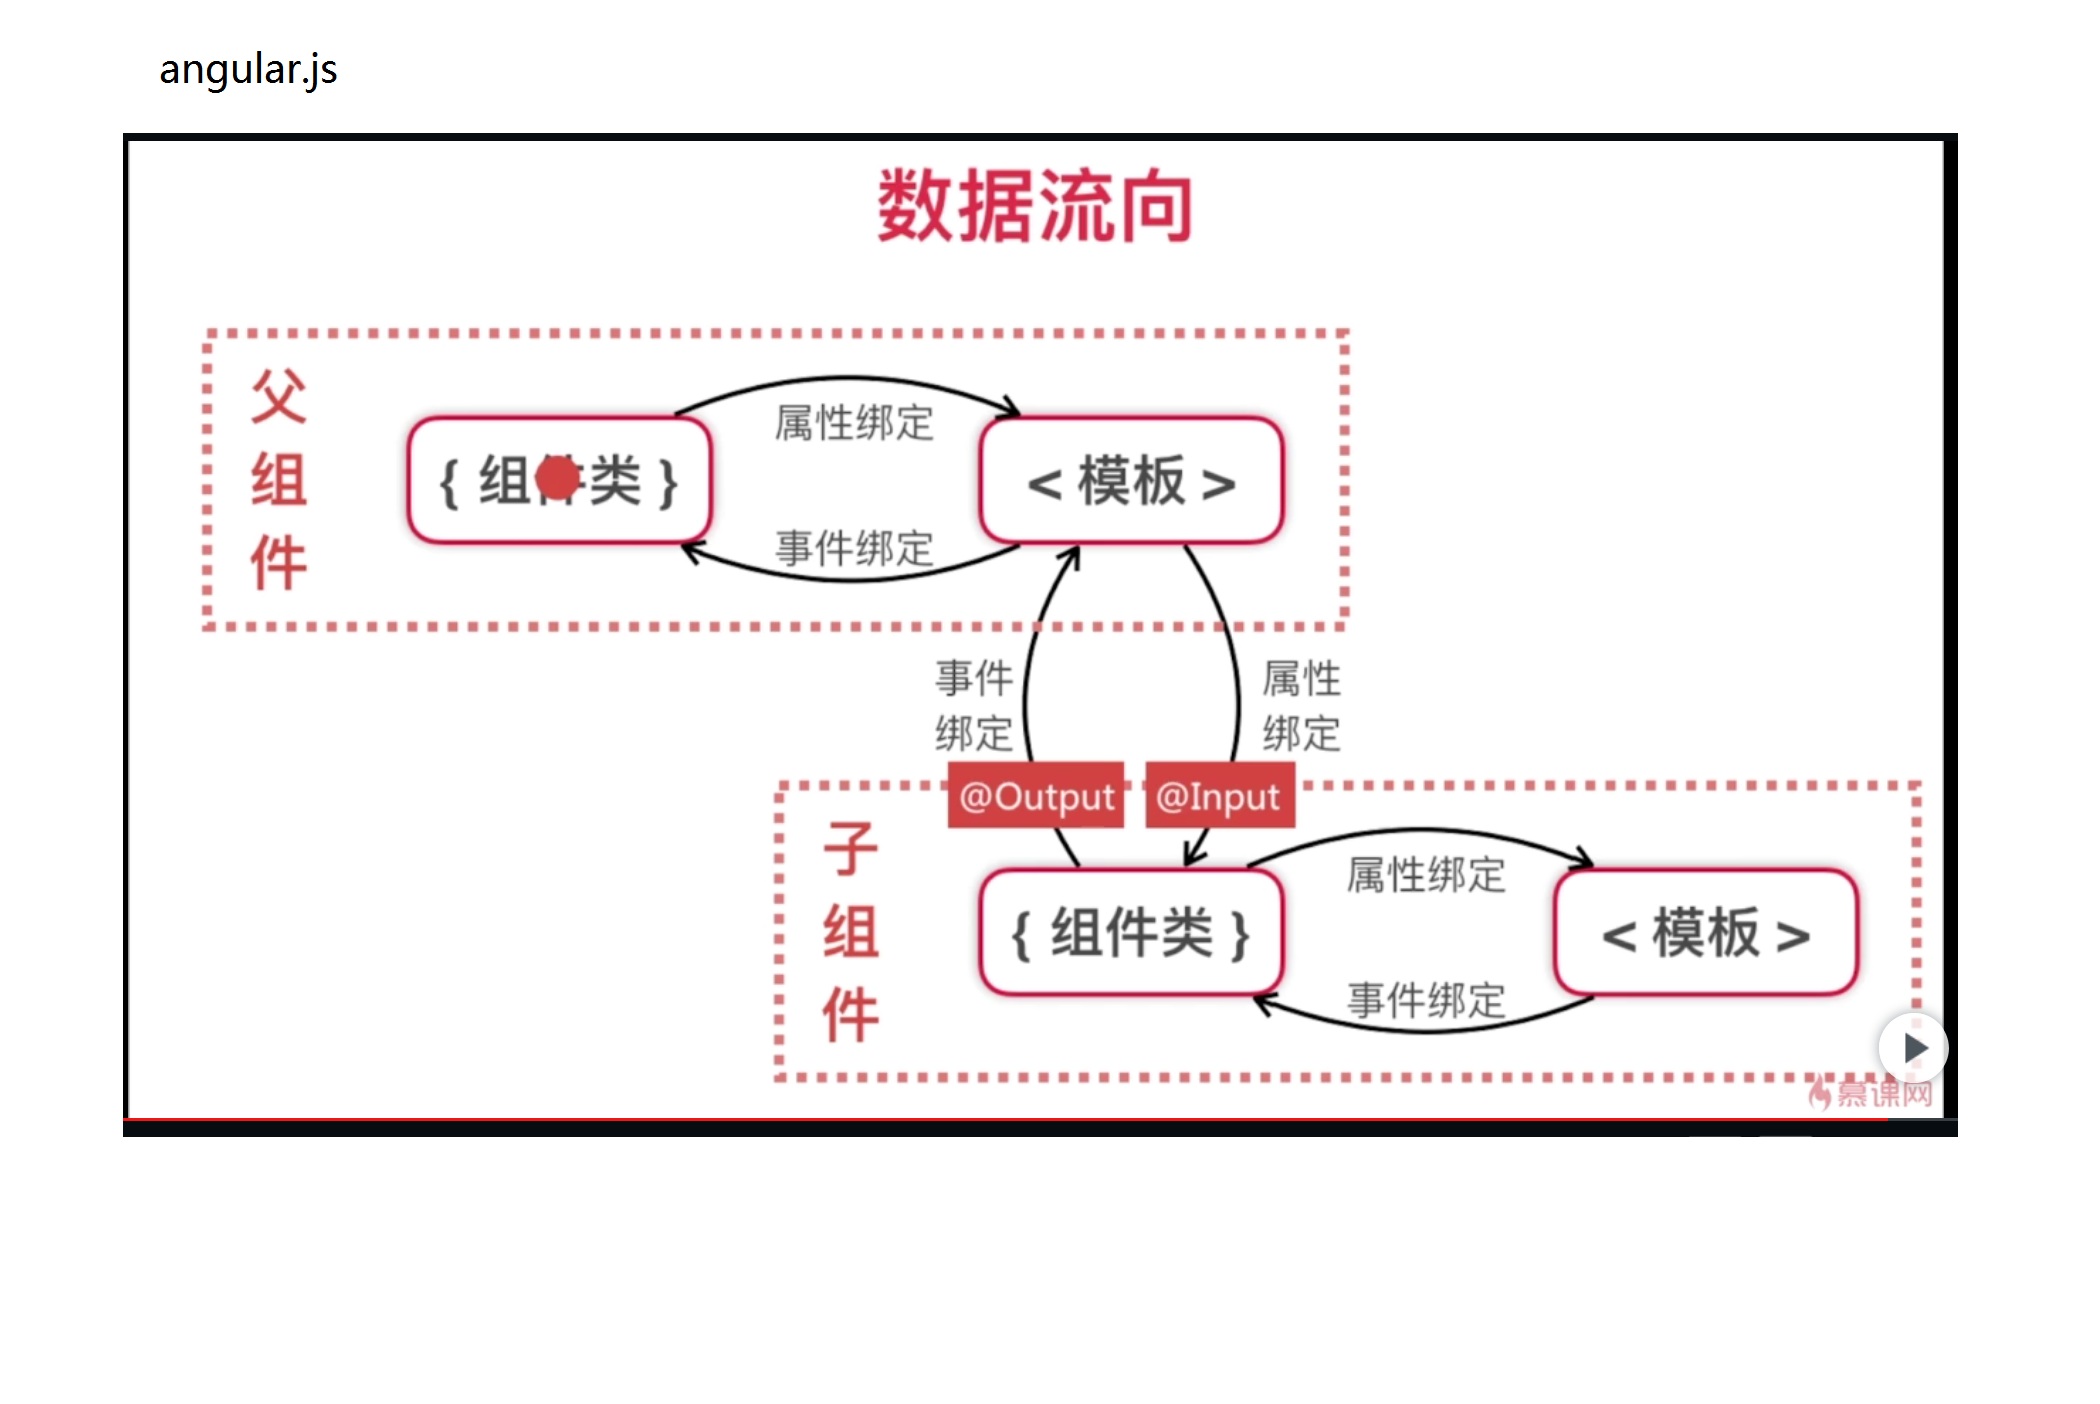 angular.js
数据流向
父
组
件
{ 组件类 }
属性绑定
事件绑定
< 模板 >
事件
绑定
属性
绑定
@Output
@Input
子
组
件
{ 组件类 }
属性绑定
事件绑定
< 模板 >
慕课网